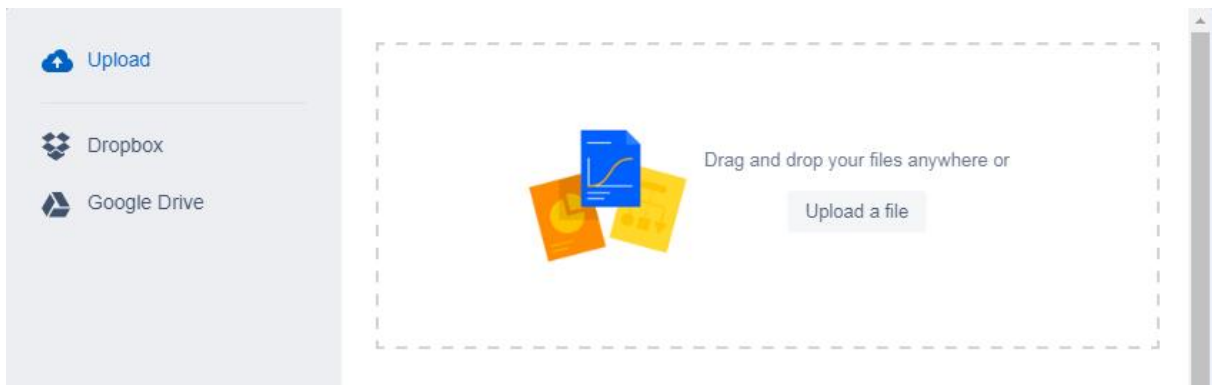 Upload
Dropbox
Google Drive
Drag and drop your files anywhere or
Upload a file